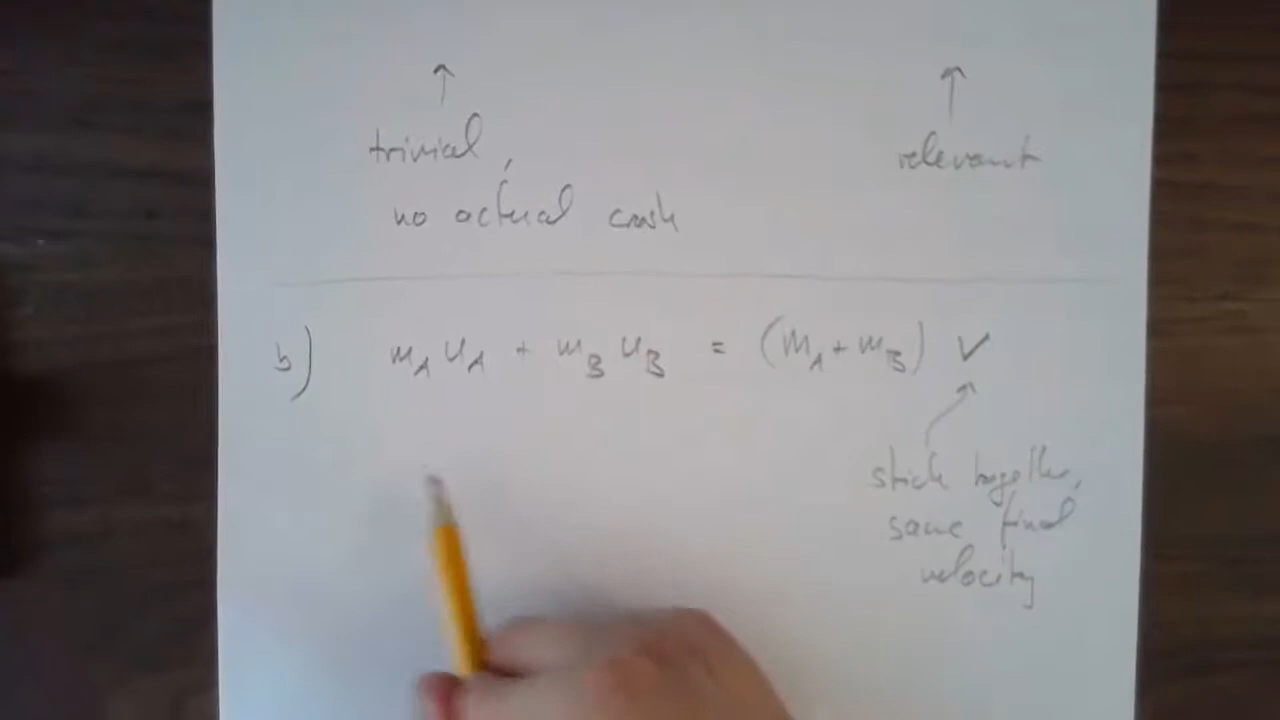 ↑ ↑
trivial, relevant
no actual crash
b) m_A u_A + m_B u_B = (m_A + m_B) v
stick together,
same final
velocity